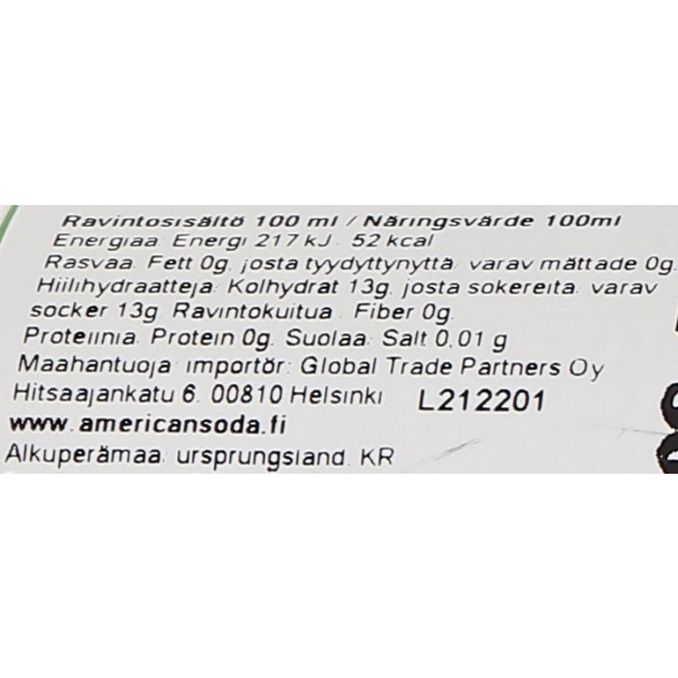 Ravintosisältö 100 ml / Näringsvärde 100ml
Energiaa. Energi 217 kJ. 52 kcal
Rasvaa. Fett 0g, josta tyydyttynyttä. varav mättade 0g.
Hiilihydraatteja. Kolhydrat 13g, josta sokereita. varav
socker 13g. Ravintokuitua. Fiber 0g.
Proteiinia. Protein 0g. Suolaa. Salt 0,01 g
Maahantuoja. importör: Global Trade Partners Oy
Hitsaajankatu 6. 00810 Helsinki. L212201
www.americansoda.fi
Alkuperämaa. ursprungsland. KR